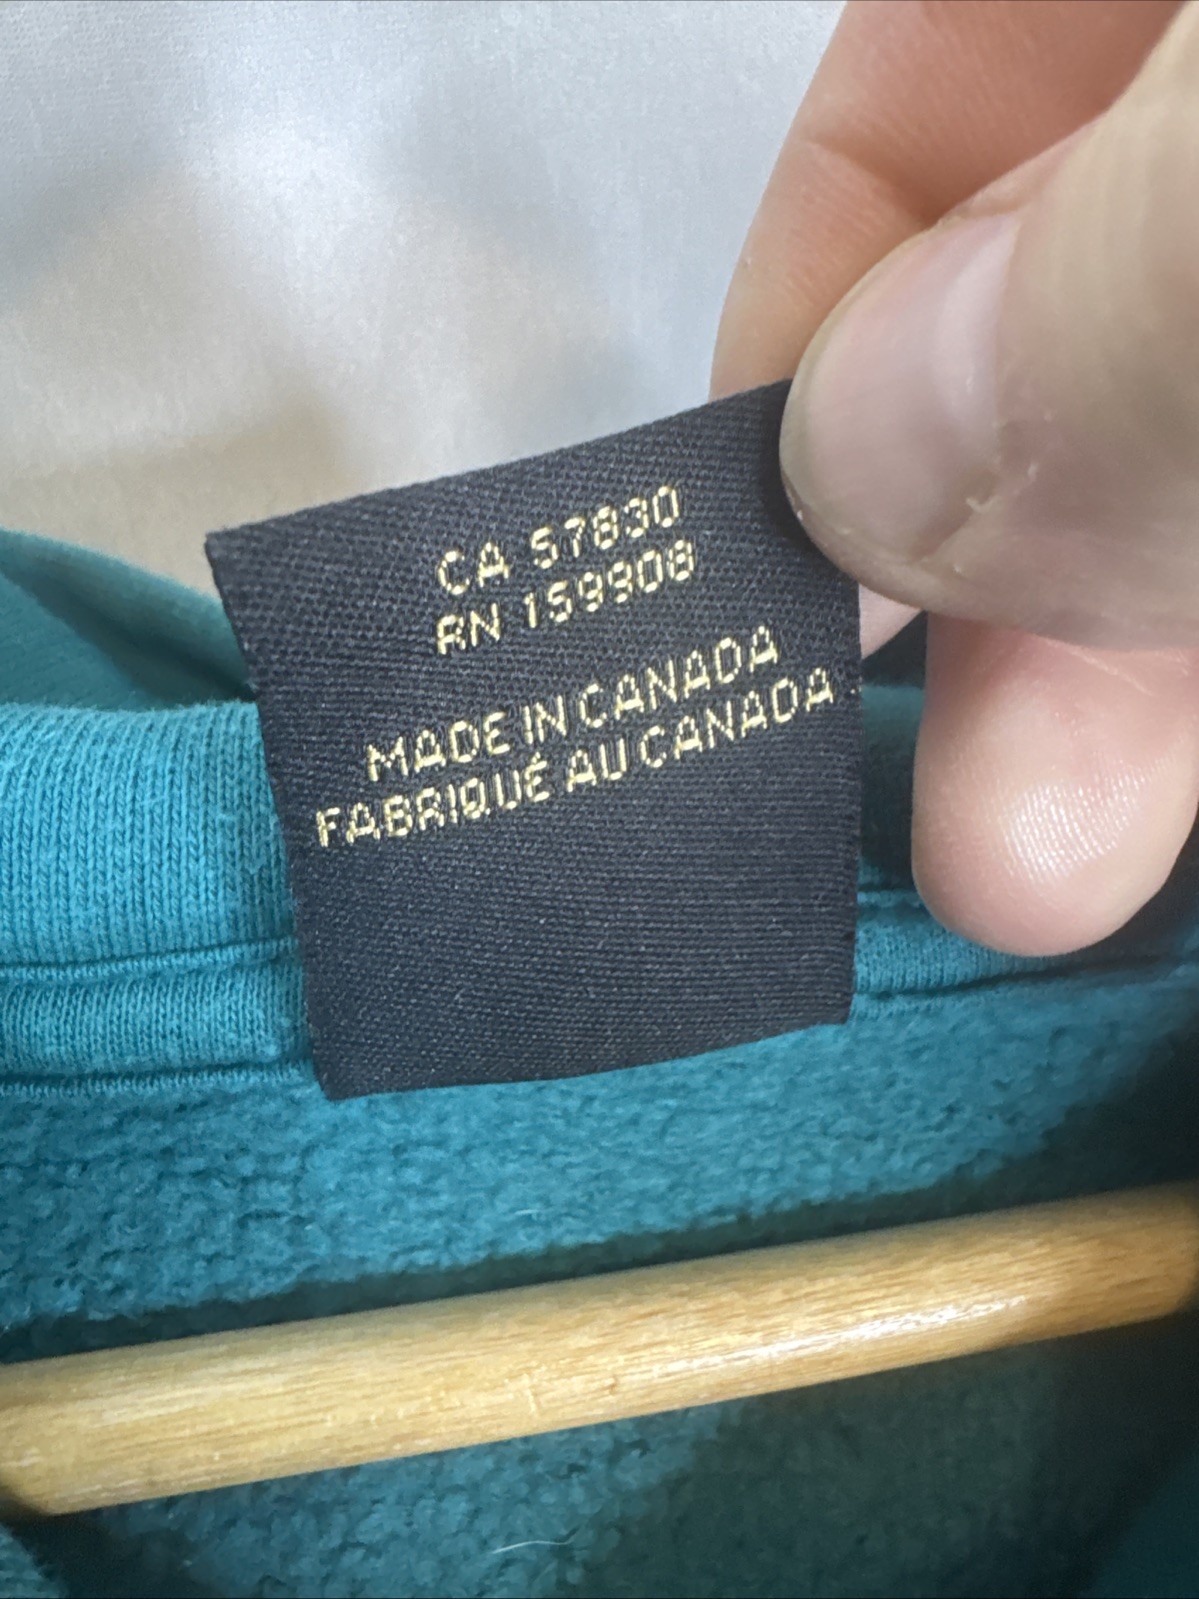 CA 57830
RN 159908
MADE IN CANADA
FABRIQUÉ AU CANADA